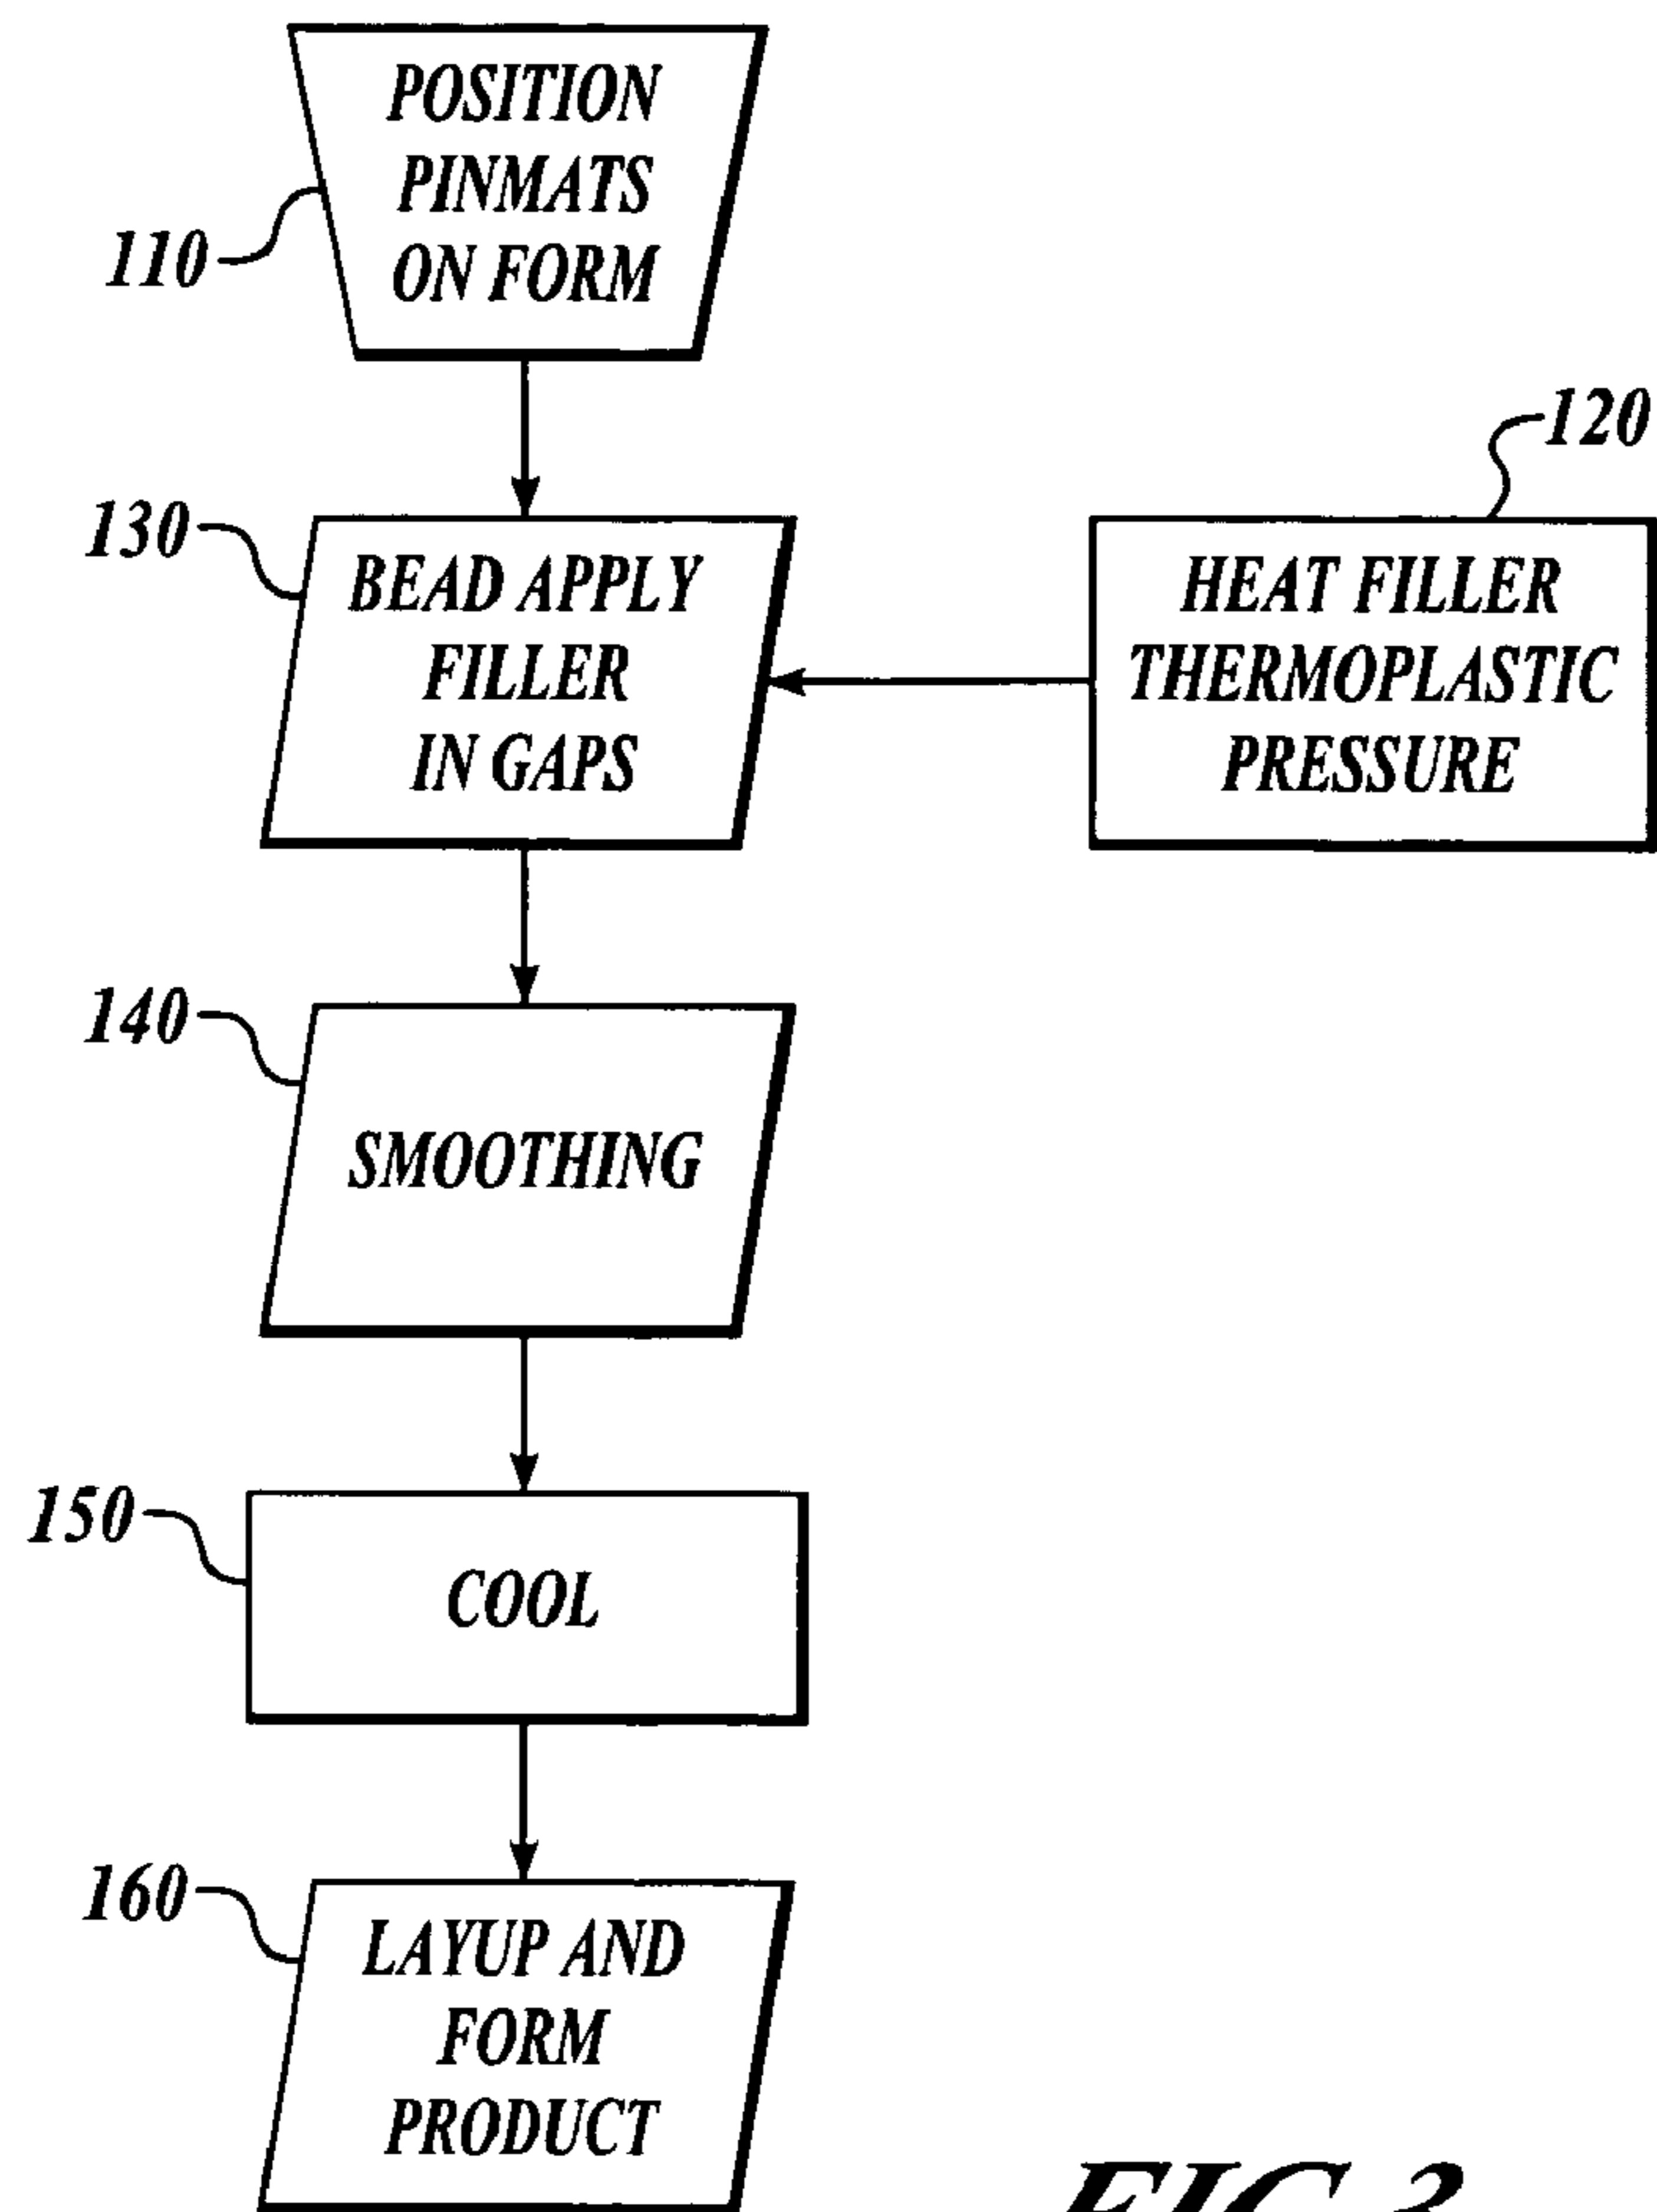 POSITION
PINMATS
ON FORM
110
120
130
BEAD APPLY
FILLER
IN GAPS
HEAT FILLER
THERMOPLASTIC
PRESSURE
140
SMOOTHING
150
COOL
160
LAYUP AND
FORM
PRODUCT